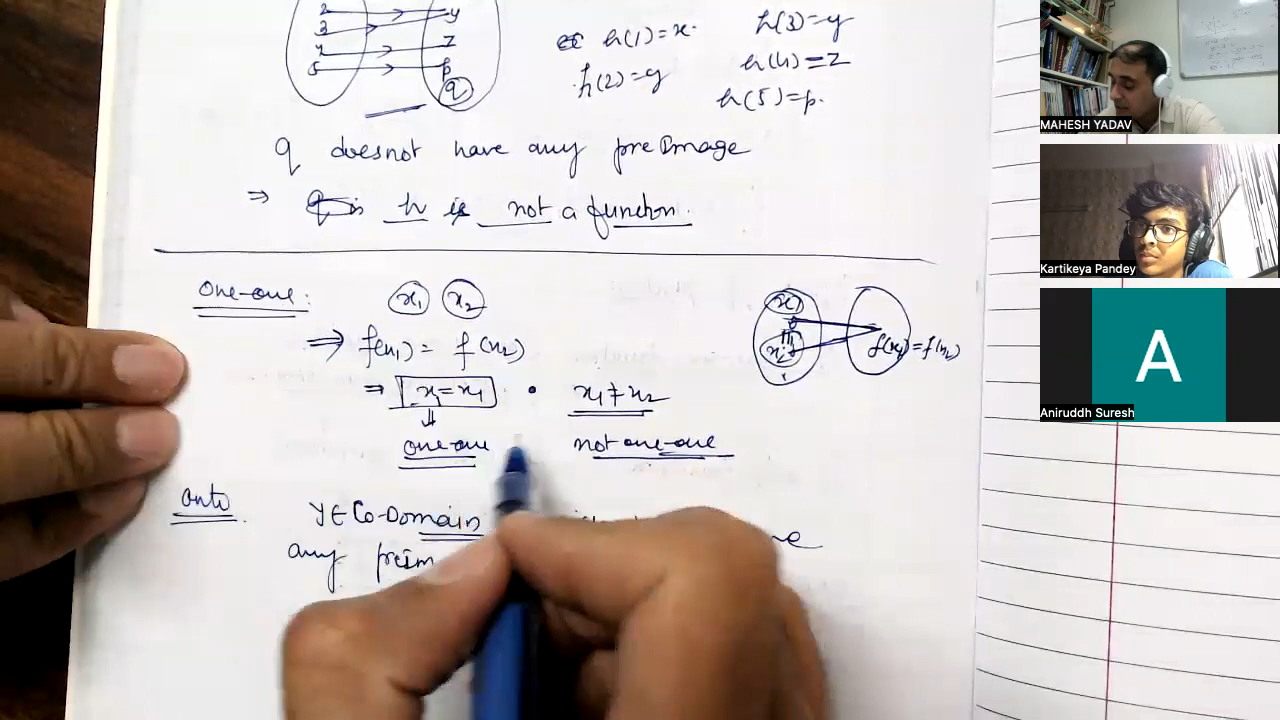 2
3
4
5
y
z
p
q
h(1)=x.
h(3)=y
h(2)=y
h(4)=z
h(5)=p.
q doesnot have any preimage
⇒ h is not a function.
One-one:
x1 x2
⇒ f(x1) = f(x2)
⇒ x1=x2 • x1≠x2
one-one not one-one
x1
x2
f(x1)=f(x2)
Onto
y∈ Co-Domain
any
MAHESH YADAV
Kartikeya Pandey
A
Aniruddh Suresh